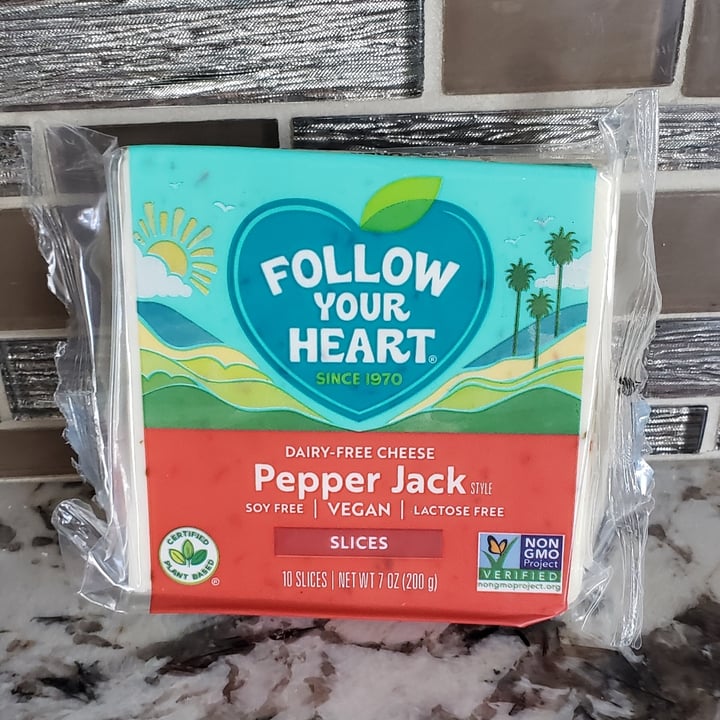 FOLLOW
YOUR
HEART®
SINCE 1970
DAIRY-FREE CHEESE
Pepper Jack STYLE
SOY FREE | VEGAN | LACTOSE FREE
SLICES
10 SLICES | NET WT 7 OZ (200 g)
CERTIFIED
PLANT BASED
®
NON
GMO
Project
VERIFIED
nongmoproject.org